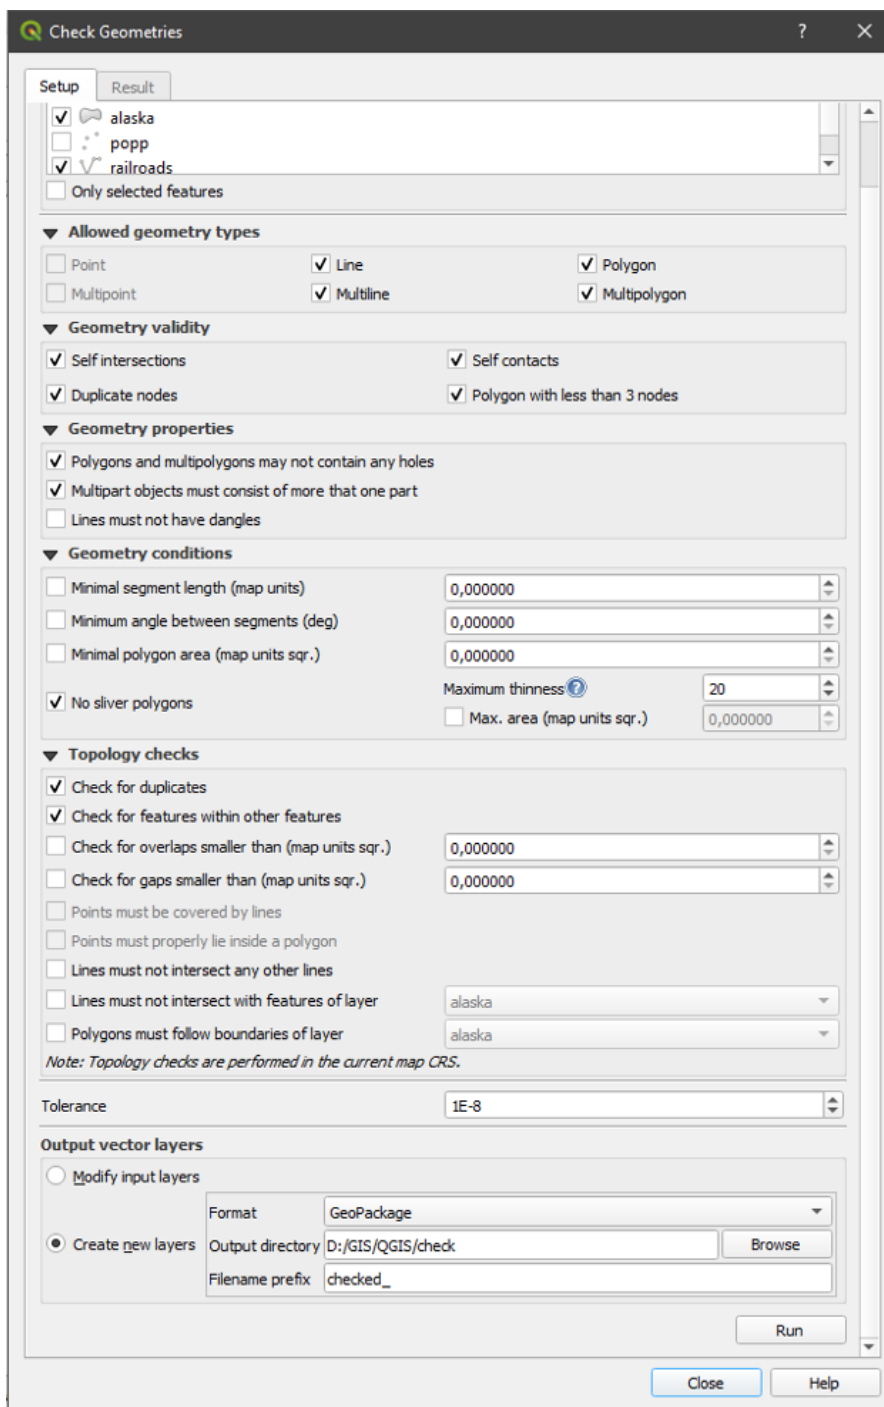 Check Geometries
?
Setup Result
alaska
popp
railroads
Only selected features
Allowed geometry types
Point Line Polygon
Multipoint Multiline Multipolygon
Geometry validity
Self intersections Self contacts
Duplicate nodes Polygon with less than 3 nodes
Geometry properties
Polygons and multipolygons may not contain any holes
Multipart objects must consist of more that one part
Lines must not have dangles
Geometry conditions
Minimal segment length (map units) 0,000000
Minimum angle between segments (deg) 0,000000
Minimal polygon area (map units sqr.) 0,000000
No sliver polygons Maximum thinness ? 20
Max. area (map units sqr.) 0,000000
Topology checks
Check for duplicates
Check for features within other features
Check for overlaps smaller than (map units sqr.) 0,000000
Check for gaps smaller than (map units sqr.) 0,000000
Points must be covered by lines
Points must properly lie inside a polygon
Lines must not intersect any other lines
Lines must not intersect with features of layer alaska
Polygons must follow boundaries of layer alaska
Note: Topology checks are performed in the current map CRS.
Tolerance 1E-8
Output vector layers
Modify input layers
Format GeoPackage
Create new layers Output directory D:/GIS/QGIS/check Browse
Filename prefix checked_
Run
Close Help